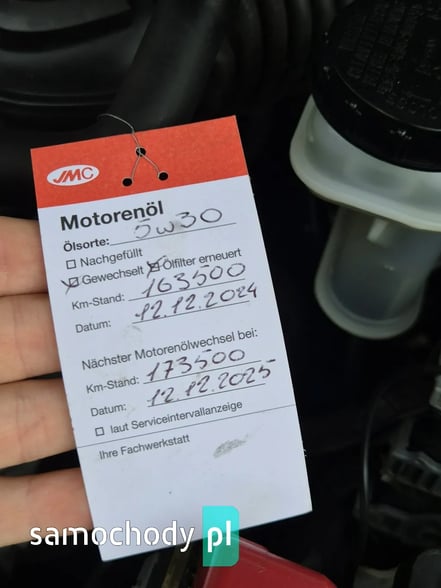 JMC
Motorenöl
Ölsorte: 5w30
Nachgefüllt
Gewechselt Ölfilter erneuert
Km-Stand: 163500
Datum: 12.12.2024
Nächster Motorenölwechsel bei:
Km-Stand: 173500
Datum: 12.12.2025
laut Serviceintervallanzeige
Ihre Fachwerkstatt
samochody pl